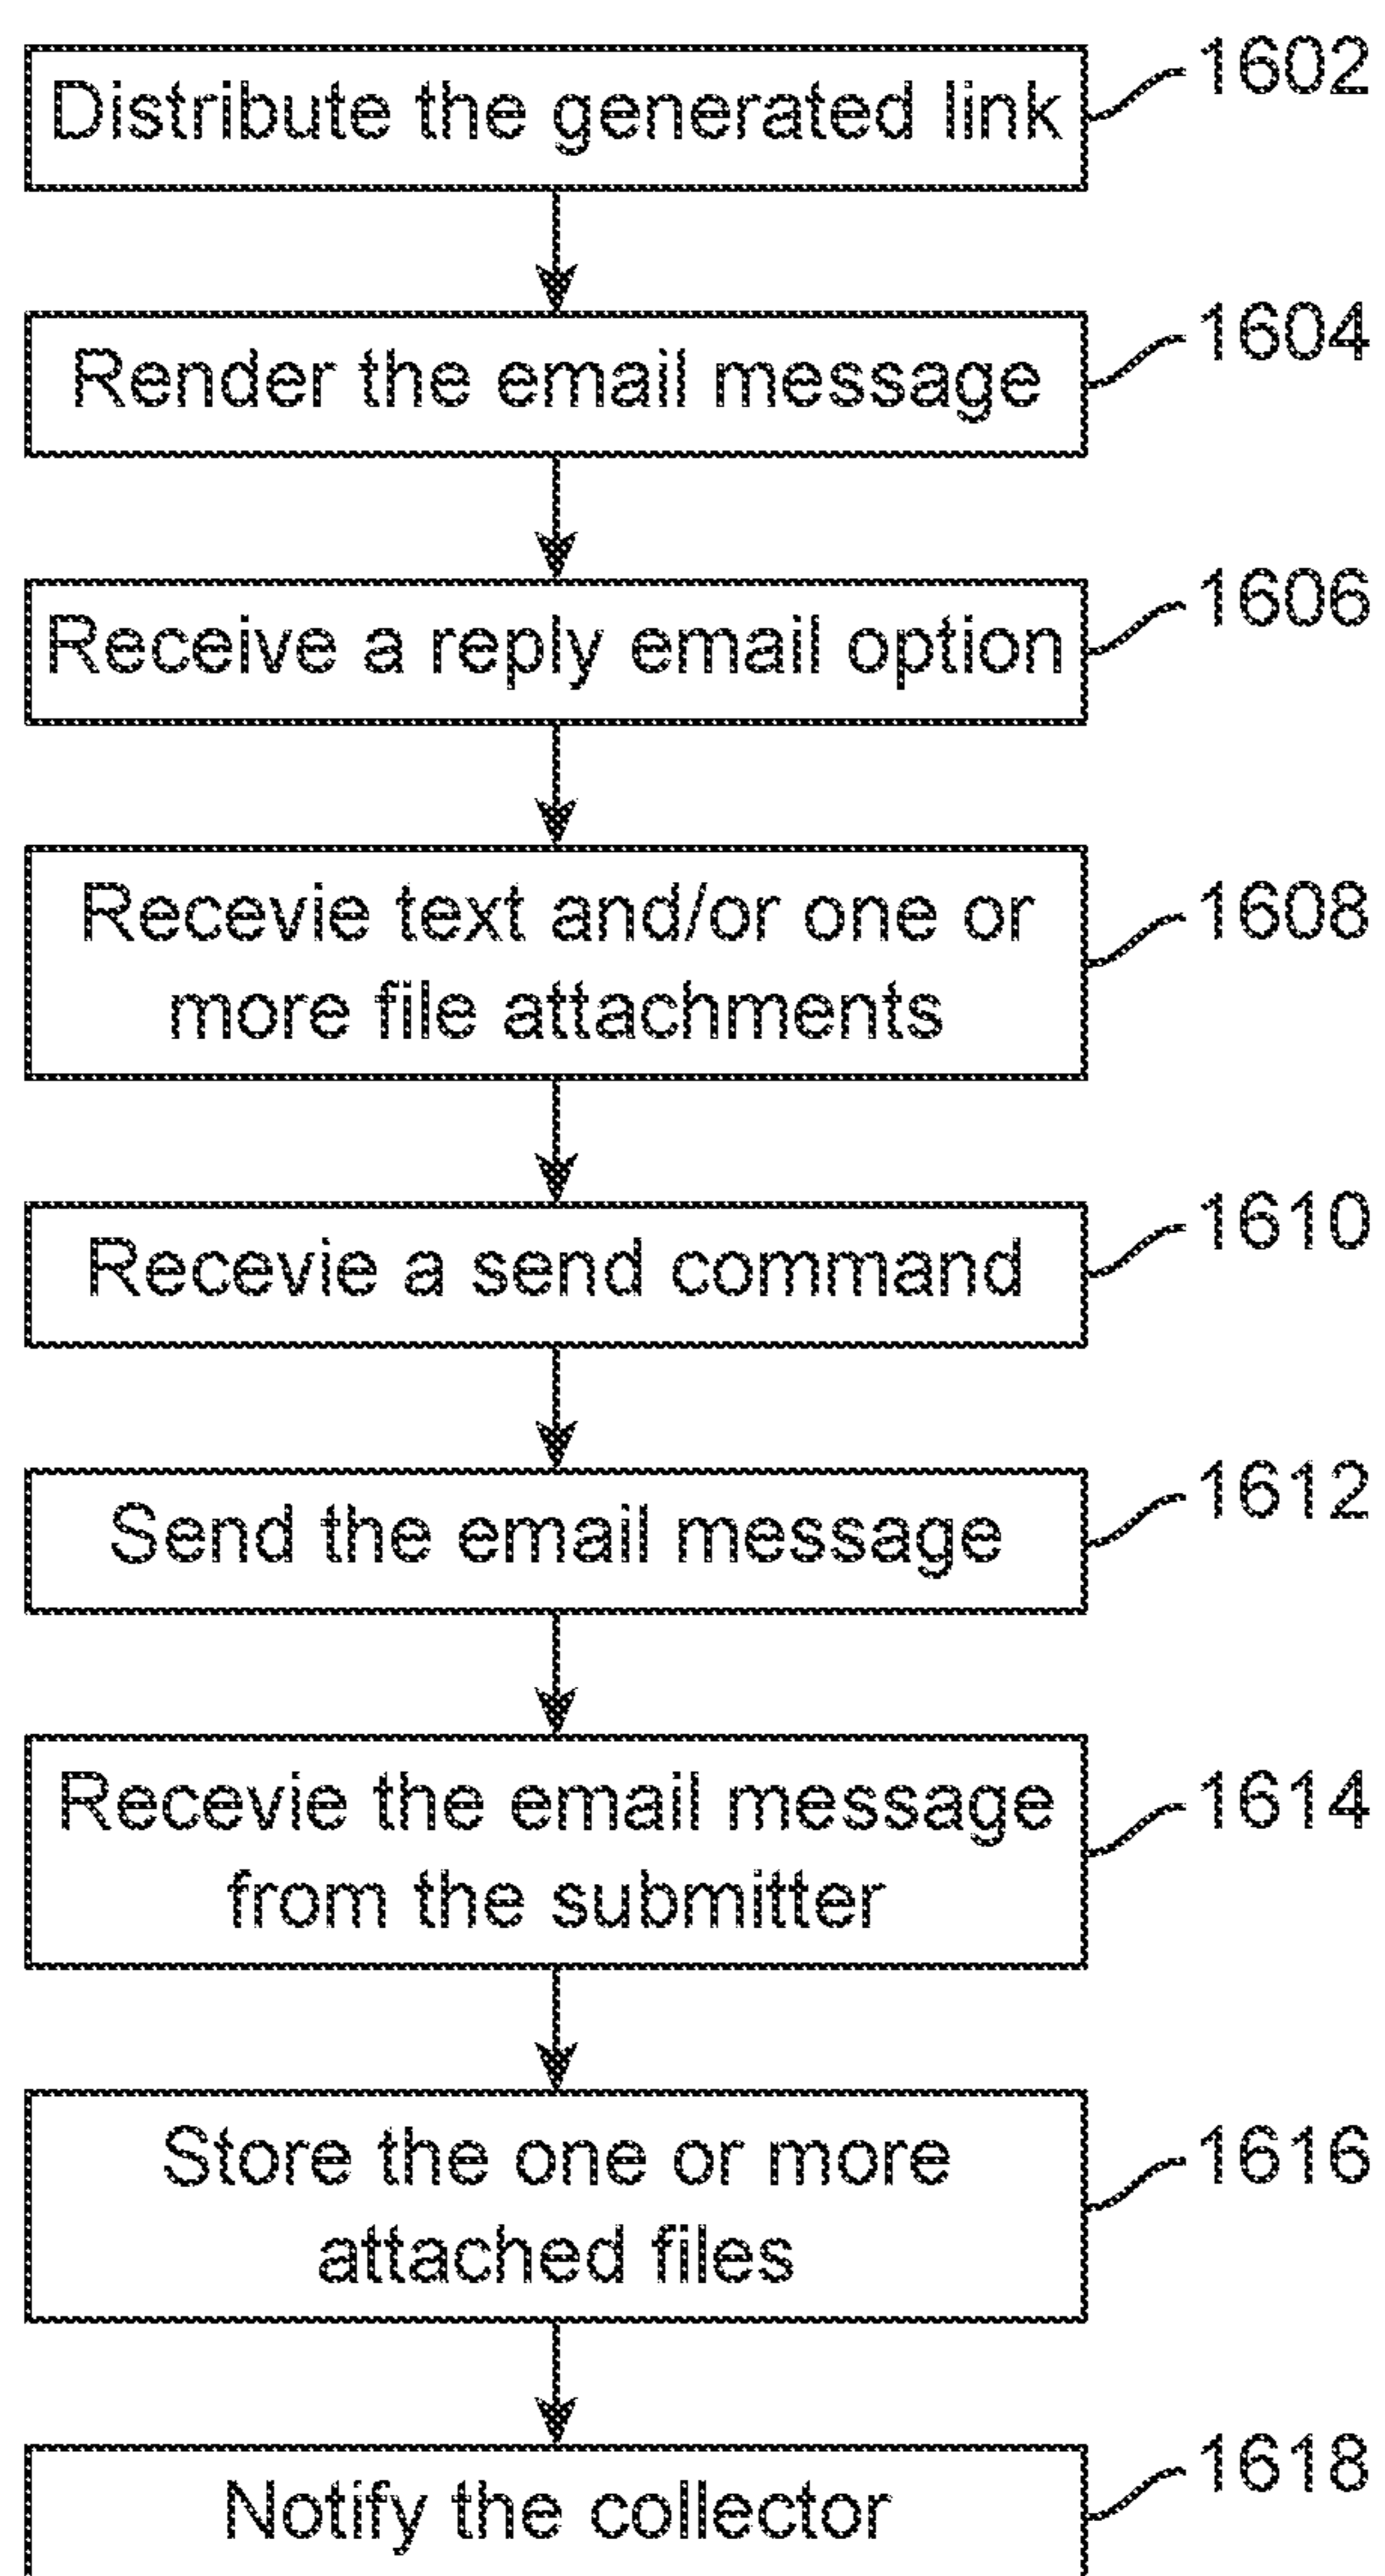 Distribute the generated link
1602
Render the email message
1604
Receive a reply email option
1606
Recevie text and/or one or
more file attachments
1608
Recevie a send command
1610
Send the email message
1612
Recevie the email message
from the submitter
1614
Store the one or more
attached files
1616
Notify the collector
1618